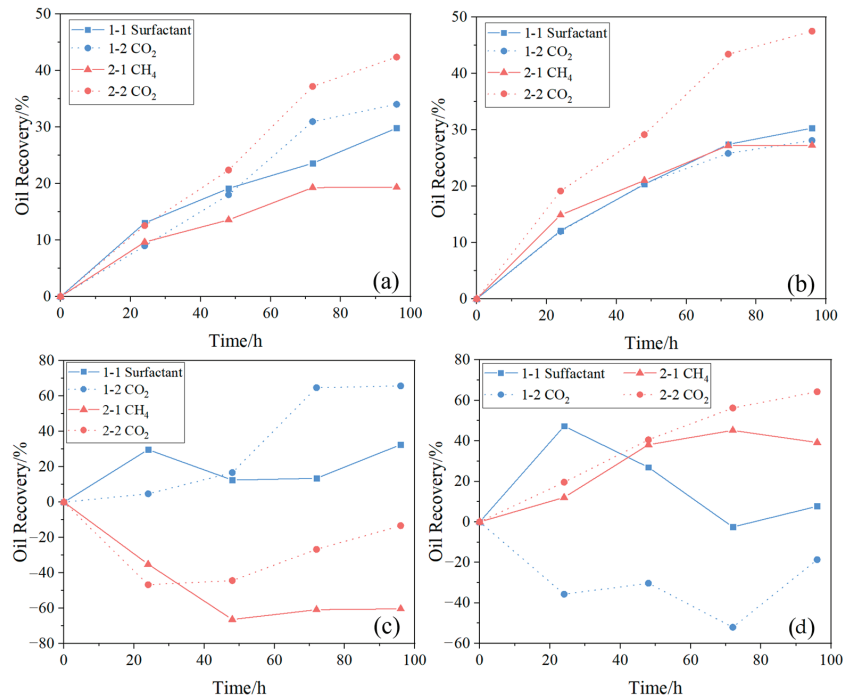 50
40
30
20
10
0
Oil Recovery/%
1-1 Surfactant
1-2 CO₂
2-1 CH₄
2-2 CO₂
(a)
0 20 40 60 80 100
Time/h
50
40
30
20
10
0
Oil Recovery/%
1-1 Surfactant
1-2 CO₂
2-1 CH₄
2-2 CO₂
(b)
0 20 40 60 80 100
Time/h
80
60
40
20
0
−20
−40
−60
−80
Oil Recovery/%
1-1 Surfactant
1-2 CO₂
2-1 CH₄
2-2 CO₂
(c)
0 20 40 60 80 100
Time/h
80
60
40
20
0
−20
−40
−60
Oil Recovery/%
1-1 Suffactant 2-1 CH₄
1-2 CO₂ 2-2 CO₂
(d)
0 20 40 60 80 100
Time/h